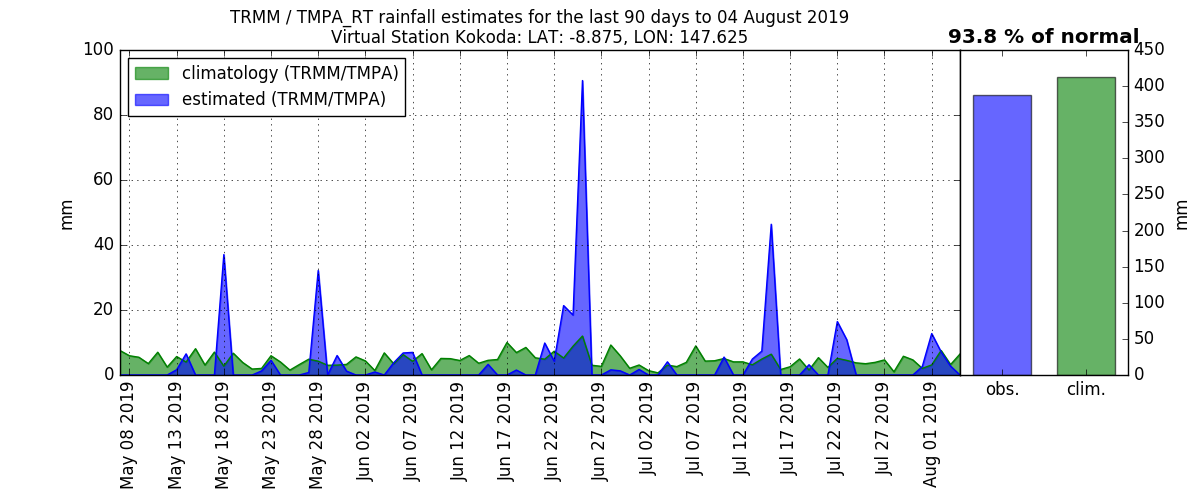 TRMM / TMPA_RT rainfall estimates for the last 90 days to 04 August 2019
Virtual Station Kokoda: LAT: -8.875, LON: 147.625
93.8 % of normal
climatology (TRMM/TMPA)
estimated (TRMM/TMPA)
100
80
60
40
20
0
mm
450
400
350
300
250
200
150
100
50
0
mm
May 08 2019
May 13 2019
May 18 2019
May 23 2019
May 28 2019
Jun 02 2019
Jun 07 2019
Jun 12 2019
Jun 17 2019
Jun 22 2019
Jun 27 2019
Jul 02 2019
Jul 07 2019
Jul 12 2019
Jul 17 2019
Jul 22 2019
Jul 27 2019
Aug 01 2019
obs.
clim.